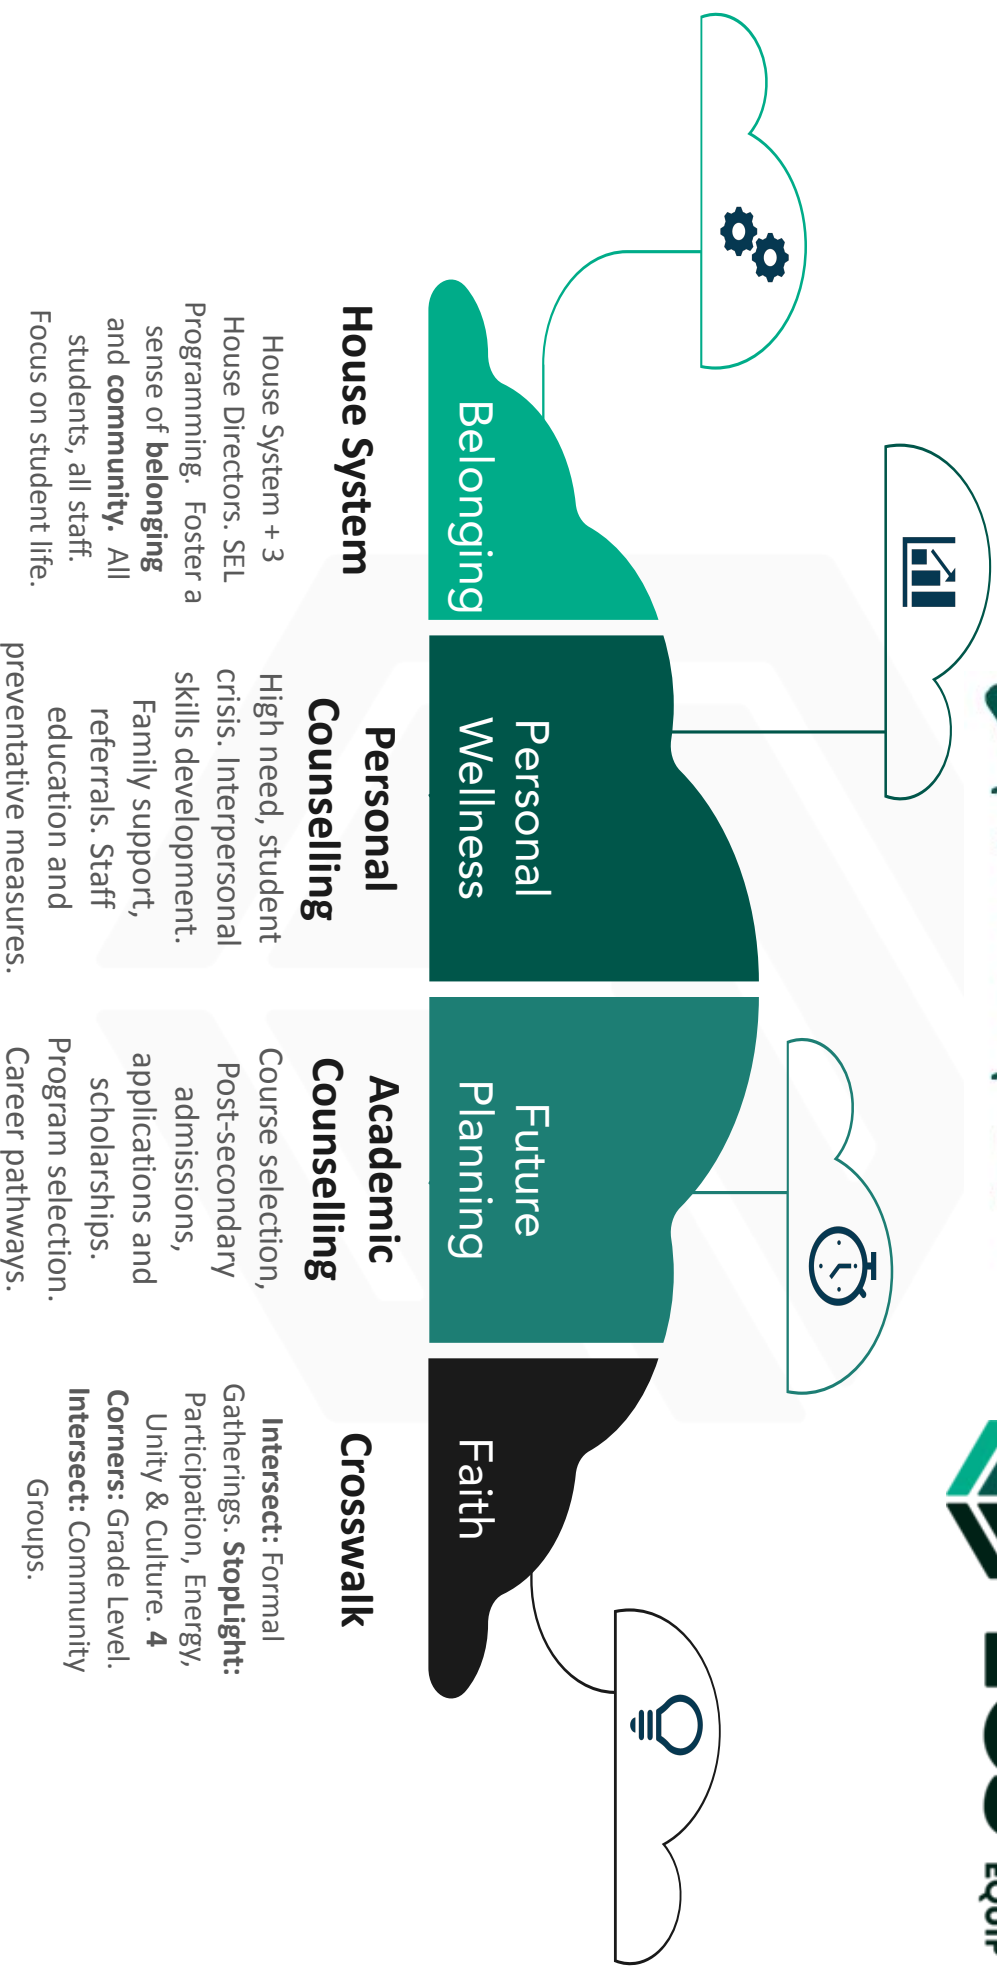 EQUIP
Belonging
Personal
Wellness
Future
Planning
Faith
House System
House System + 3
House Directors. SEL
Programming. Foster a
sense of belonging
and community. All
students, all staff.
Focus on student life.
Personal
Counselling
High need, student
crisis. Interpersonal
skills development.
Family support,
referrals. Staff
education and
preventative measures.
Academic
Counselling
Course selection,
Post-secondary
admissions,
applications and
scholarships.
Program selection.
Career pathways.
Crosswalk
Intersect: Formal
Gatherings. StopLight:
Participation, Energy,
Unity & Culture. 4
Corners: Grade Level.
Intersect: Community
Groups.